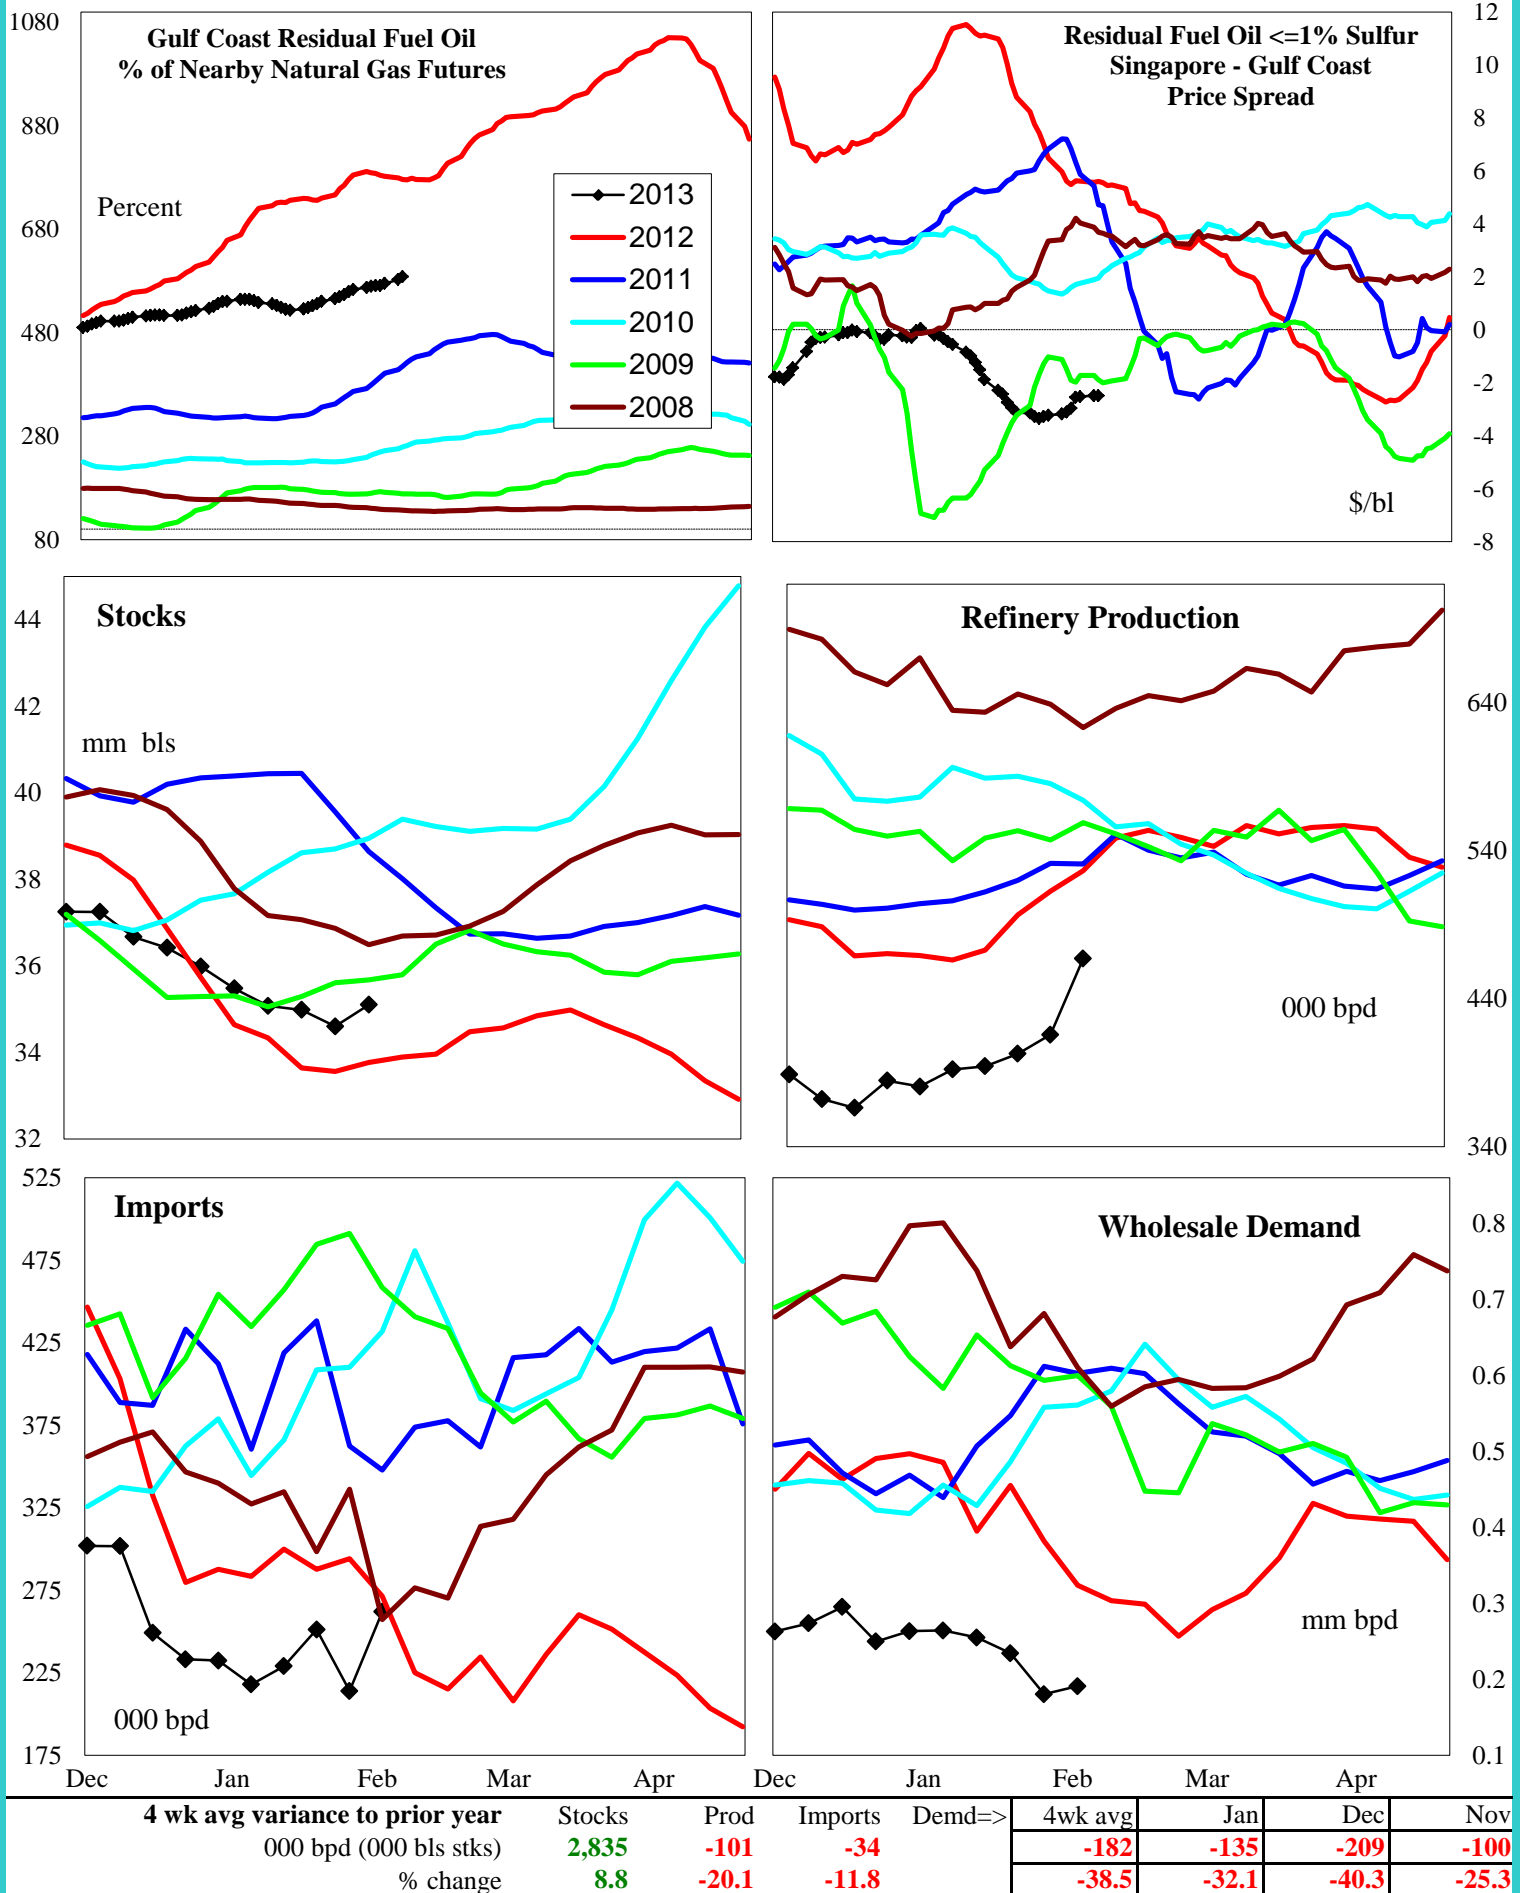 Gulf Coast Residual Fuel Oil
% of Nearby Natural Gas Futures
Percent
1080
880
680
480
280
80
2013
2012
2011
2010
2009
2008
Residual Fuel Oil <=1% Sulfur
Singapore - Gulf Coast
Price Spread
$/bl
12
10
8
6
4
2
0
-2
-4
-6
-8
Stocks
mm bls
44
42
40
38
36
34
32
Refinery Production
000 bpd
640
540
440
340
Imports
000 bpd
525
475
425
375
325
275
225
175
Dec Jan Feb Mar Apr
Wholesale Demand
mm bpd
0.8
0.7
0.6
0.5
0.4
0.3
0.2
0.1
Dec Jan Feb Mar Apr
4 wk avg variance to prior year Stocks Prod Imports Demd=> 4wk avg Jan Dec Nov
000 bpd (000 bls stks) 2,835 -101 -34 -182 -135 -209 -100
% change 8.8 -20.1 -11.8 -38.5 -32.1 -40.3 -25.3